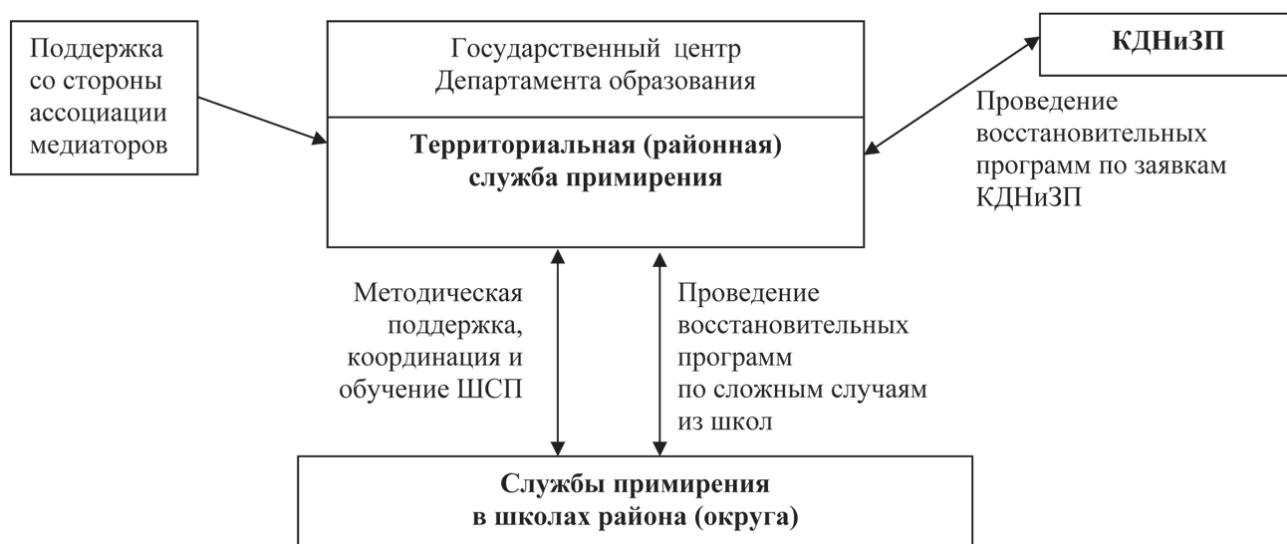 Поддержка
со стороны
ассоциации
медиаторов
Государственный центр
Департамента образования
Территориальная (районная)
служба примирения
КДНиЗП
Проведение
восстановительных
программ по заявкам
КДНиЗП
Методическая
поддержка,
координация и
обучение ШСП
Проведение
восстановительных
программ
по сложным случаям
из школ
Службы примирения
в школах района (округа)